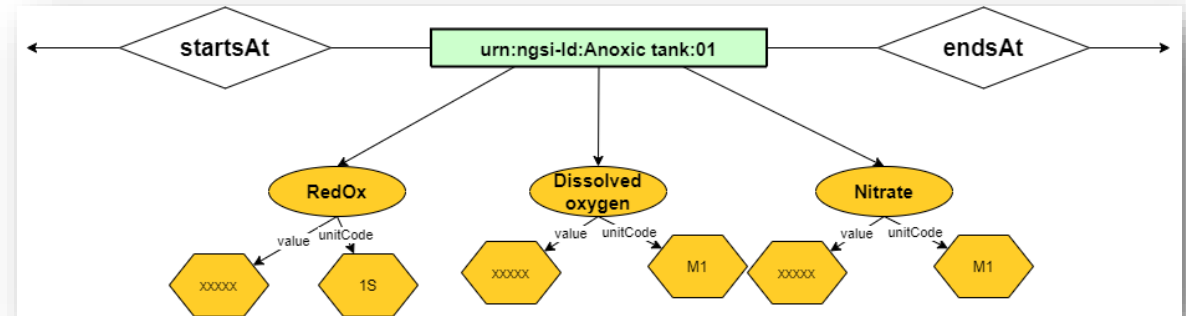 startsAt
urn:ngsi-ld:Anoxic tank:01
endsAt
RedOx
Dissolved
oxygen
Nitrate
value
unitCode
value
unitCode
value
unitCode
xxxxx
1S
xxxxx
M1
xxxxx
M1